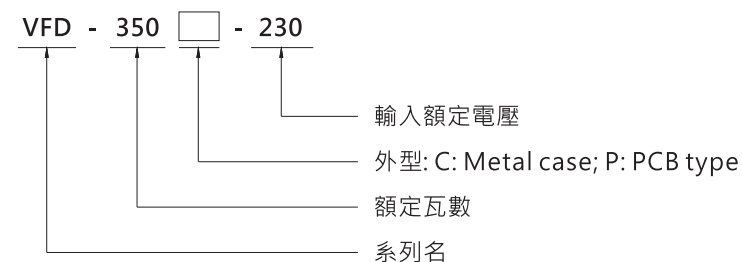 VFD - 350 □ - 230
輸入額定電壓
外型: C: Metal case; P: PCB type
額定瓦數
系列名